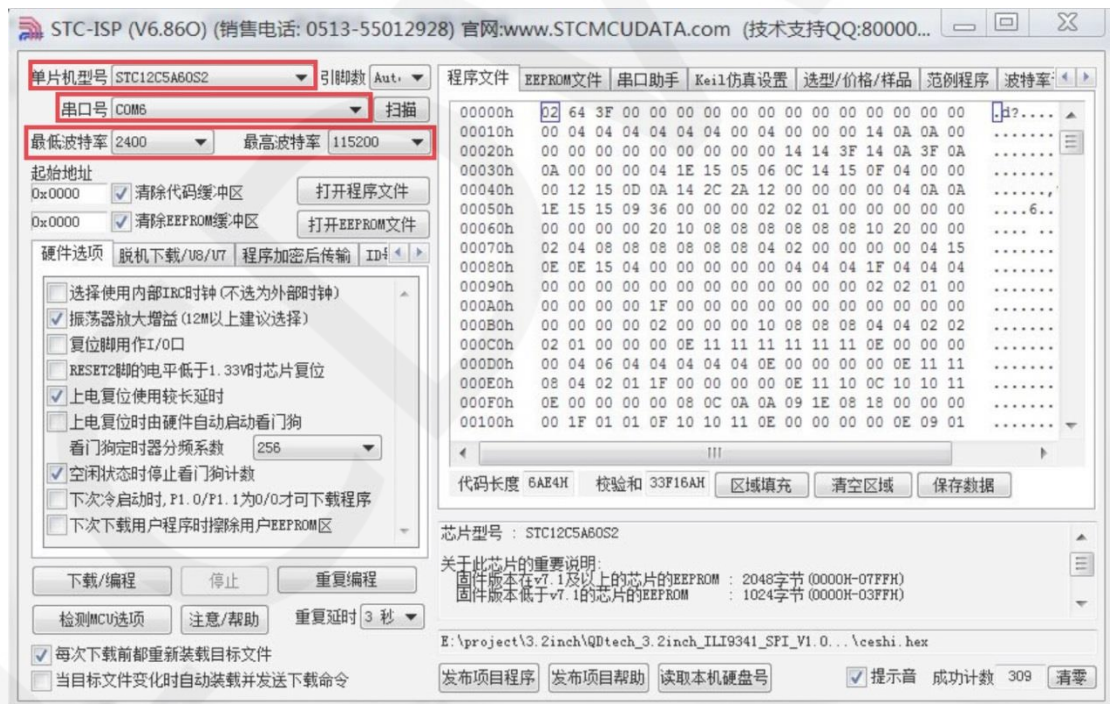 STC-ISP (V6.86O) (销售电话: 0513-55012928) 官网:www.STCMCUDATA.com (技术支持QQ:80000...
单片机型号 STC12C5A60S2 引脚数 Aut
串口号 COM6 扫描
最低波特率 2400 最高波特率 115200
起始地址
0x0000 清除代码缓冲区 打开程序文件
0x0000 清除EEPROM缓冲区 打开EEPROM文件
硬件选项 脱机下载/U8/U7 程序加密后传输 ID
选择使用内部IRC时钟(不选为外部时钟)
振荡器放大增益(12M以上建议选择)
复位脚用作I/O口
RESET2脚的电平低于1.33V时芯片复位
上电复位使用较长延时
上电复位时由硬件自动启动看门狗
看门狗定时器分频系数 256
空闲状态时停止看门狗计数
下次冷启动时,P1.0/P1.1为0/0才可下载程序
下次下载用户程序时擦除用户EEPROM区
下载/编程 停止 重复编程
检测MCU选项 注意/帮助 重复延时 3 秒
每次下载前都重新装载目标文件
当目标文件变化时自动装载并发送下载命令
程序文件 EEPROM文件 串口助手 Keil仿真设置 选型/价格/样品 范例程序 波特率
00000h 02 64 3F 00 00 00 00 00 00 00 00 00 00 00 00 00 .d?....
00010h 00 04 04 04 04 04 04 00 04 00 00 00 14 0A 0A 00 .......
00020h 00 00 00 00 00 00 00 00 00 14 14 3F 14 0A 3F 0A .......
00030h 0A 00 00 00 04 1E 15 05 06 0C 14 15 0F 04 00 00 .......
00040h 00 12 15 0D 0A 14 2C 2A 12 00 00 00 00 04 0A 0A ......,
00050h 1E 15 15 09 36 00 00 00 02 02 01 00 00 00 00 00 ....6..
00060h 00 00 00 00 20 10 08 08 08 08 08 08 10 20 00 00 .... ..
00070h 02 04 08 08 08 08 08 08 04 02 00 00 00 00 04 15 .......
00080h 0E 0E 15 04 00 00 00 00 00 04 04 04 1F 04 04 04 .......
00090h 00 00 00 00 00 00 00 00 00 00 00 00 02 02 01 00 .......
000A0h 00 00 00 00 1F 00 00 00 00 00 00 00 00 00 00 00 .......
000B0h 00 00 00 00 02 00 00 00 10 08 08 08 04 04 02 02 .......
000C0h 02 01 00 00 00 0E 11 11 11 11 11 11 0E 00 00 00 .......
000D0h 00 04 06 04 04 04 04 04 0E 00 00 00 00 0E 11 11 .......
000E0h 08 04 02 01 1F 00 00 00 00 0E 11 10 0C 10 10 11 .......
000F0h 0E 00 00 00 00 08 0C 0A 0A 09 1E 08 18 00 00 00 .......
00100h 00 1F 01 01 0F 10 10 11 0E 00 00 00 00 0E 09 01 .......
代码长度 6AE4H 校验和 33F16AH 区域填充 清空区域 保存数据
芯片型号 : STC12C5A60S2
关于此芯片的重要说明:
固件版本在v7.1及以上的芯片的EEPROM : 2048字节(0000H-07FFH)
固件版本低于v7.1的芯片的EEPROM : 1024字节(0000H-03FFH)
E:\project\3.2inch\QDtech_3.2inch_ILI9341_SPI_V1.0...\ceshi.hex
发布项目程序 发布项目帮助 读取本机硬盘号 提示音 成功计数 309 清零